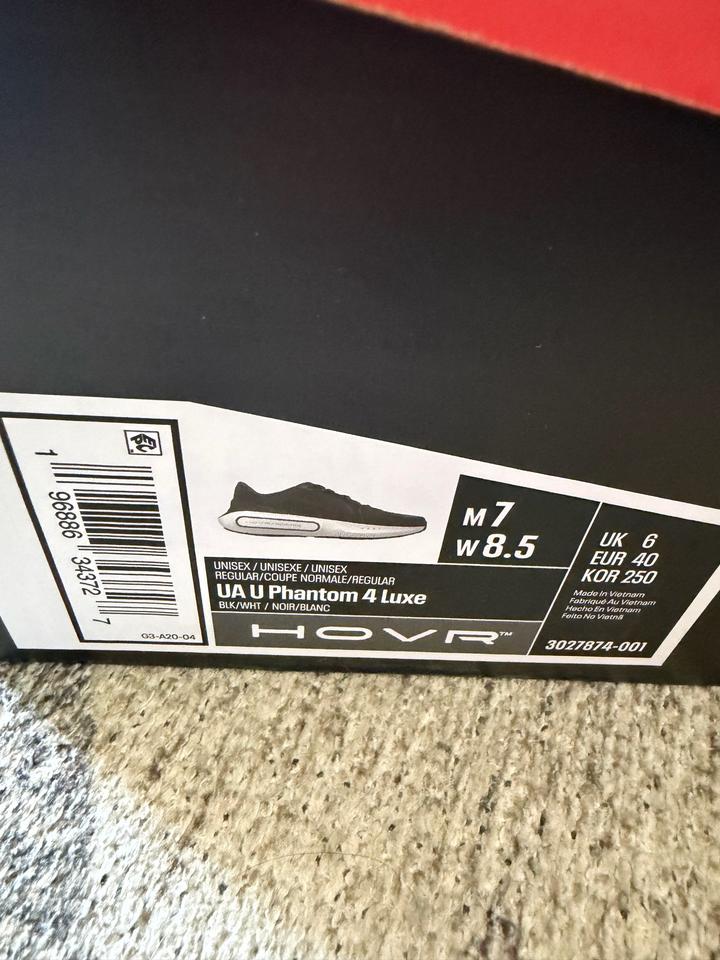 1 96886 34372 7
G3-A20-04
UNISEX / UNISEXE / UNISEX
REGULAR/COUPE NORMALE/REGULAR
UA U Phantom 4 Luxe
BLK/WHT / NOIR/BLANC
HOVR™
M 7
W 8.5
UK 6
EUR 40
KOR 250
Made in Vietnam
Fabriqué Au Vietnam
Hecho En Vietnam
Feito No Vietnã
3027874-001